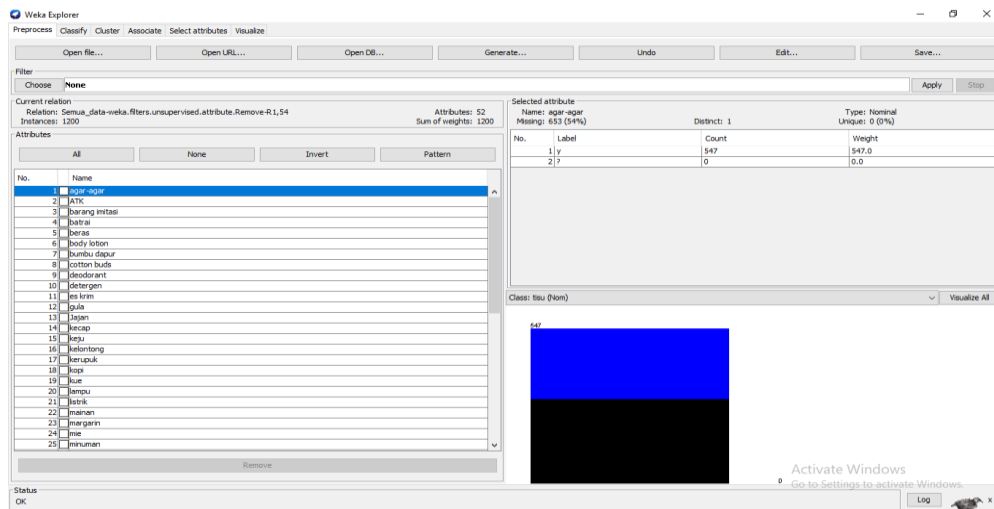 Weka Explorer
Preprocess Classify Cluster Associate Select attributes Visualize
Open file... Open URL... Open DB... Generate... Undo Edit... Save...
Filter
Choose None Apply Stop
Current relation
Relation: Semua_data-weka.filters.unsupervised.attribute.Remove-R1,54 Attributes: 52
Instances: 1200 Sum of weights: 1200
Attributes
All None Invert Pattern
No. Name
1 agar-agar
2 ATK
3 barang imitasi
4 batrai
5 beras
6 body lotion
7 bumbu dapur
8 cotton buds
9 deodorant
10 detergen
11 es krim
12 gula
13 Jajan
14 kecap
15 keju
16 kelontong
17 kerupuk
18 kopi
19 kue
20 lampu
21 listrik
22 mainan
23 margarin
24 mie
25 minuman
Remove
Selected attribute
Name: agar-agar Type: Nominal
Missing: 653 (54%) Distinct: 1 Unique: 0 (0%)
No. Label Count Weight
1 y 547 547.0
2 ? 0 0.0
Class: tisu (Nom) Visualize All
547
0
Activate Windows
Go to Settings to activate Windows.
Status
OK
Log x 0